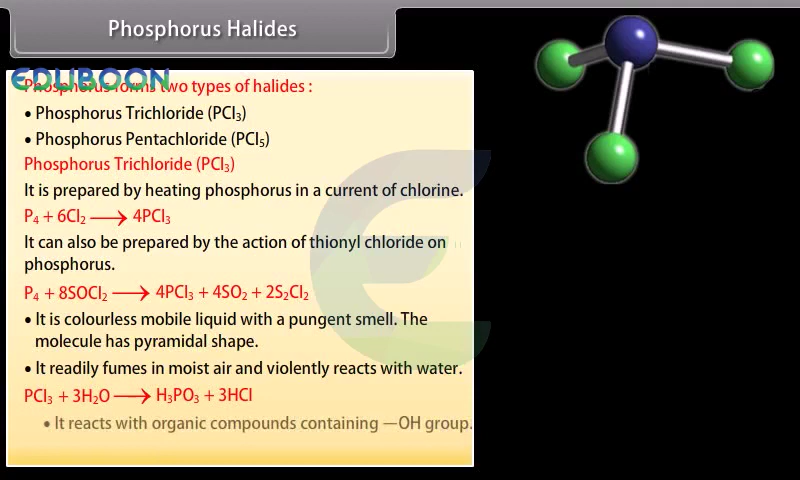 Phosphorus Halides
EDUBOON
Phosphorus forms two types of halides :
• Phosphorus Trichloride (PCl₃)
• Phosphorus Pentachloride (PCl₅)
Phosphorus Trichloride (PCl₃)
It is prepared by heating phosphorus in a current of chlorine.
P₄ + 6Cl₂ ⟶ 4PCl₃
It can also be prepared by the action of thionyl chloride on
phosphorus.
P₄ + 8SOCl₂ ⟶ 4PCl₃ + 4SO₂ + 2S₂Cl₂
• It is colourless mobile liquid with a pungent smell. The
molecule has pyramidal shape.
• It readily fumes in moist air and violently reacts with water.
PCl₃ + 3H₂O ⟶ H₃PO₃ + 3HCl
• It reacts with organic compounds containing —OH group.